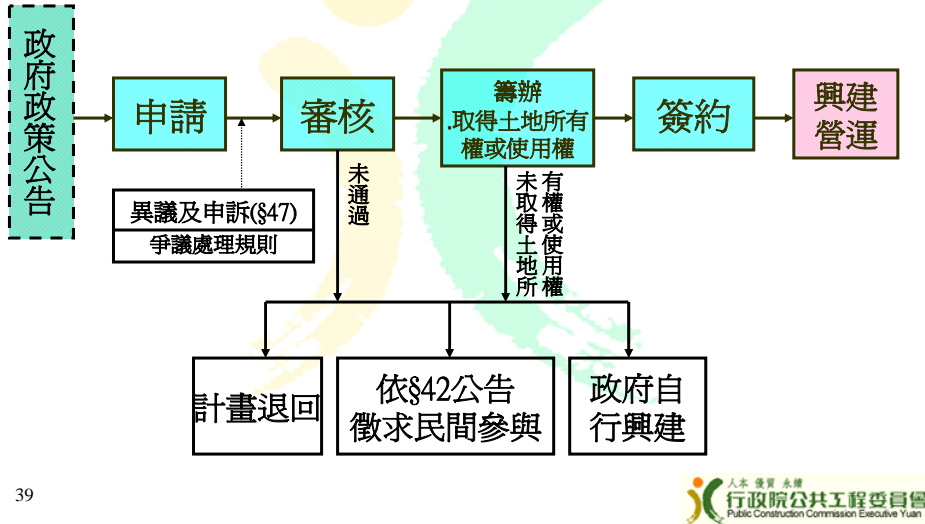 政府政策公告
申請
審核
籌辦
.取得土地所有
權或使用權
簽約
興建
營運
異議及申訴(§47)
爭議處理規則
未通過
未取得土地所
有權或使用權
計畫退回
依§42公告
徵求民間參與
政府自
行興建
39
人本 優質 永續
行政院公共工程委員會
Public Construction Commission Executive Yuan